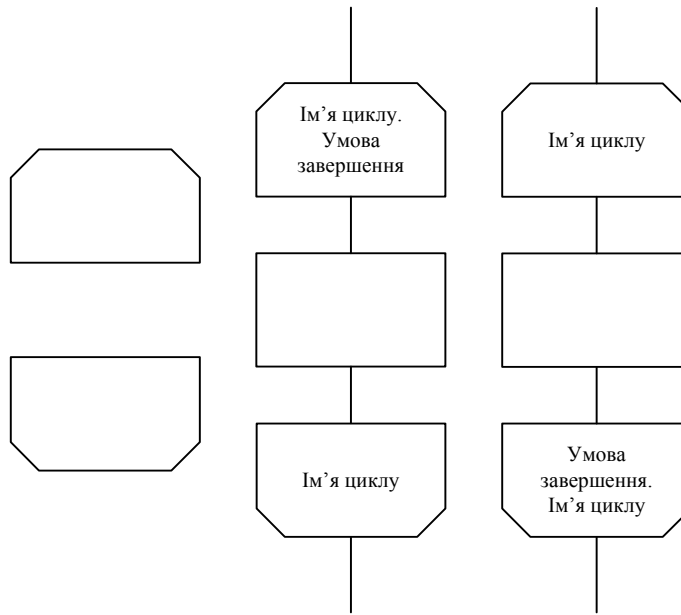 Ім’я циклу.
Умова
завершення
Ім’я циклу
Ім’я циклу
Умова
завершення.
Ім’я циклу